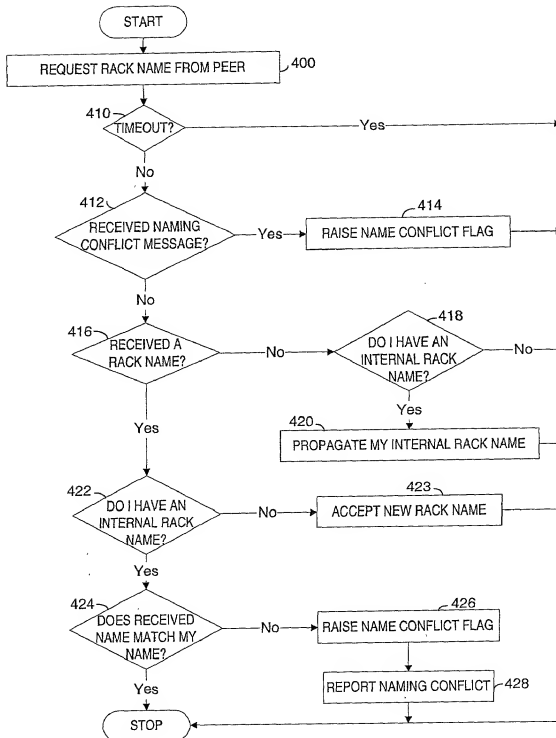 START
REQUEST RACK NAME FROM PEER
400
410
TIMEOUT?
Yes
No
412
RECEIVED NAMING
CONFLICT MESSAGE?
Yes
414
RAISE NAME CONFLICT FLAG
No
416
RECEIVED A
RACK NAME?
No
418
DO I HAVE AN
INTERNAL RACK
NAME?
No
Yes
420
PROPAGATE MY INTERNAL RACK NAME
Yes
422
DO I HAVE AN
INTERNAL RACK
NAME?
No
423
ACCEPT NEW RACK NAME
Yes
424
DOES RECEIVED
NAME MATCH MY
NAME?
No
426
RAISE NAME CONFLICT FLAG
REPORT NAMING CONFLICT
428
Yes
STOP